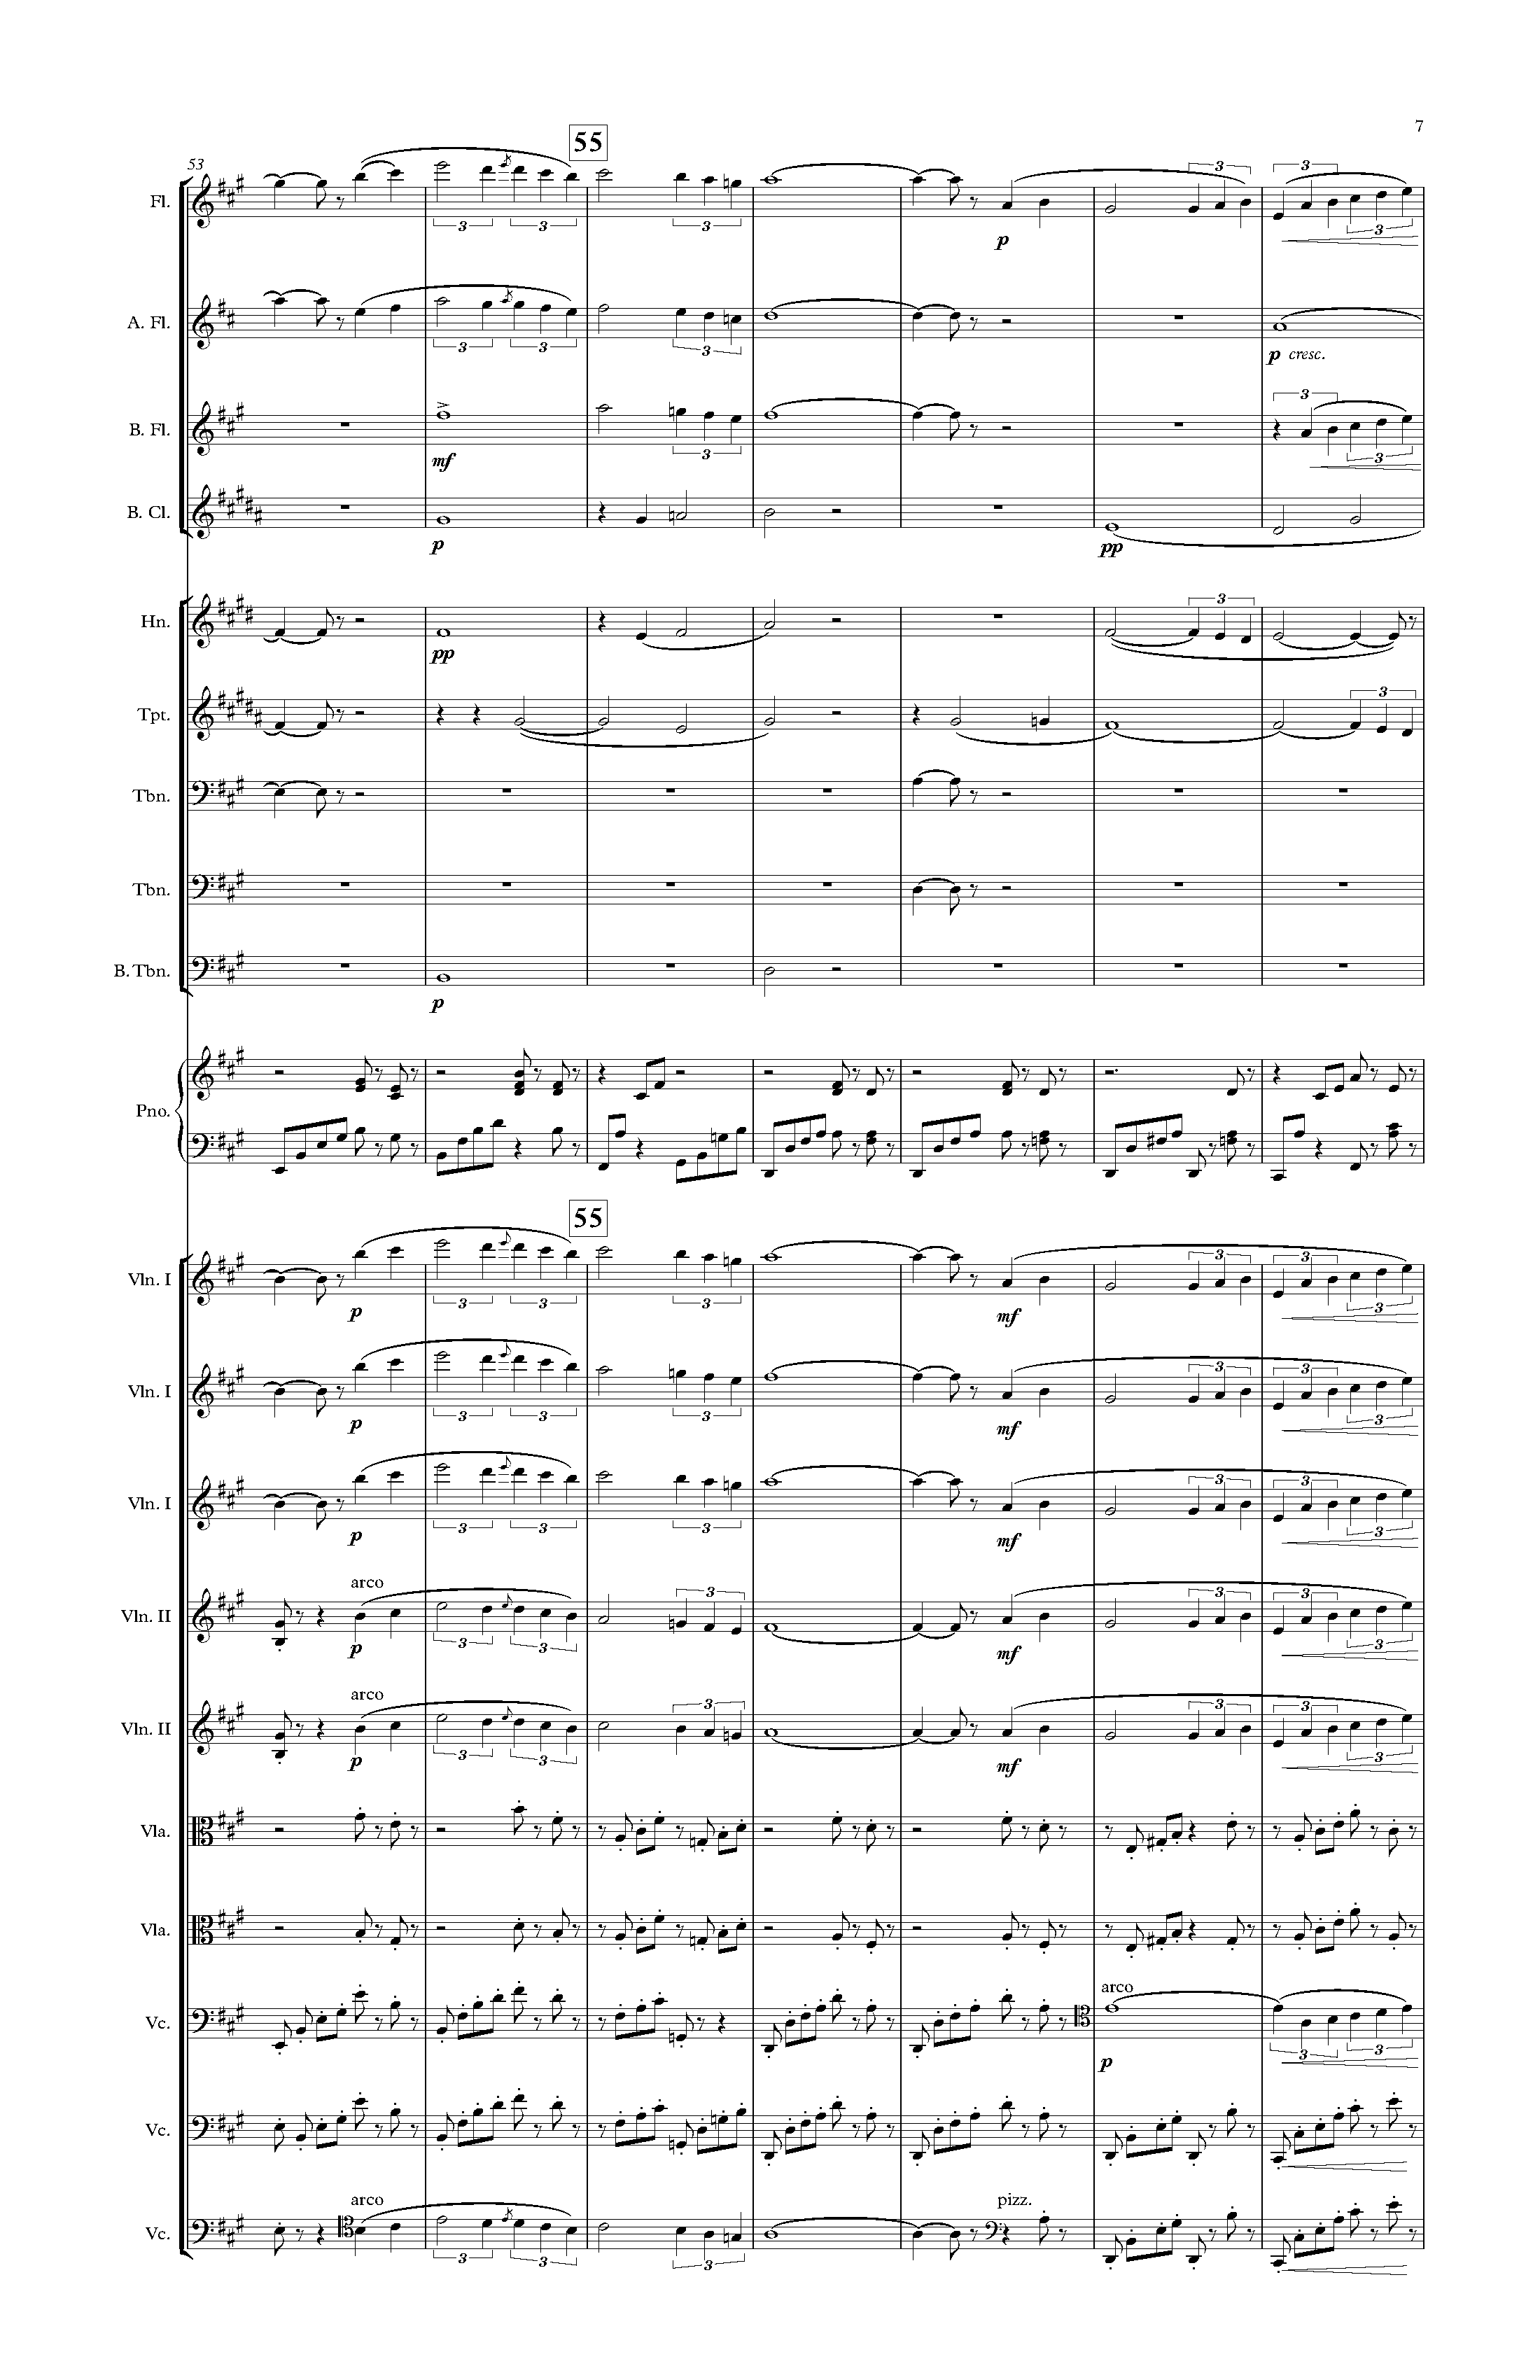 7
55
53
Fl.
3 3 3 3 3 3
p
A. Fl.
3 3 3
p cresc.
B. Fl.
mf
3 3 3
B. Cl.
p
pp
Hn.
pp
3
Tpt.
3
Tbn.
Tbn.
B. Tbn.
p
Pno.
55
Vln. I
p
3 3 3
mf
3 3 3
Vln. I
p
3 3 3
mf
3 3 3
Vln. I
p
3 3 3
mf
3 3 3
arco
Vln. II
p
3 3 3
mf
3 3 3
arco
Vln. II
p
3 3 3
mf
3 3 3
Vla.
Vla.
arco
Vc.
p
3 3
Vc.
arco
pizz.
Vc.
3 3 3